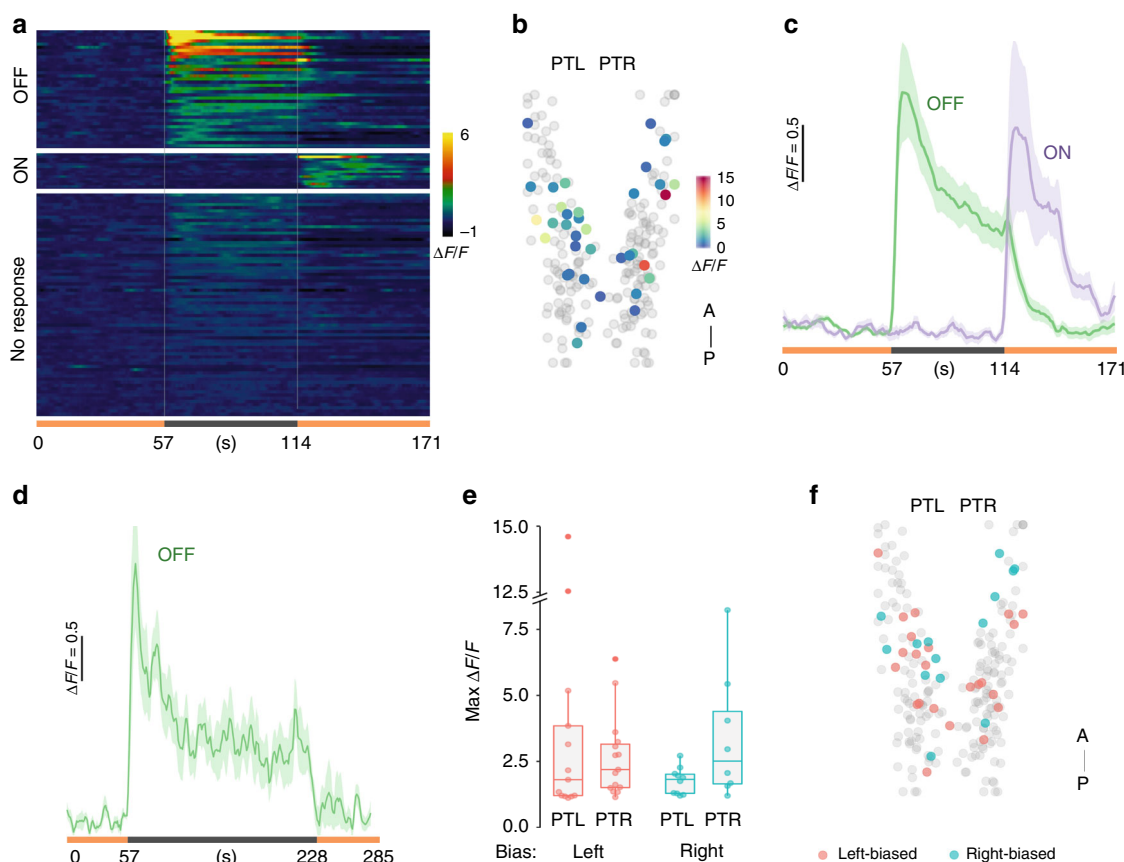 a
OFF
ON
No response
6
−1
ΔF/F
0 57 (s) 114 171
b
PTL PTR
15
10
5
0
ΔF/F
A
P
c
ΔF/F = 0.5
OFF
ON
0 57 (s) 114 171
d
ΔF/F = 0.5
OFF
0 57 (s) 228 285
e
Max ΔF/F
15.0
12.5
7.5
5.0
2.5
0.0
PTL PTR PTL PTR
Bias: Left Right
f
PTL PTR
A
P
Left-biased Right-biased